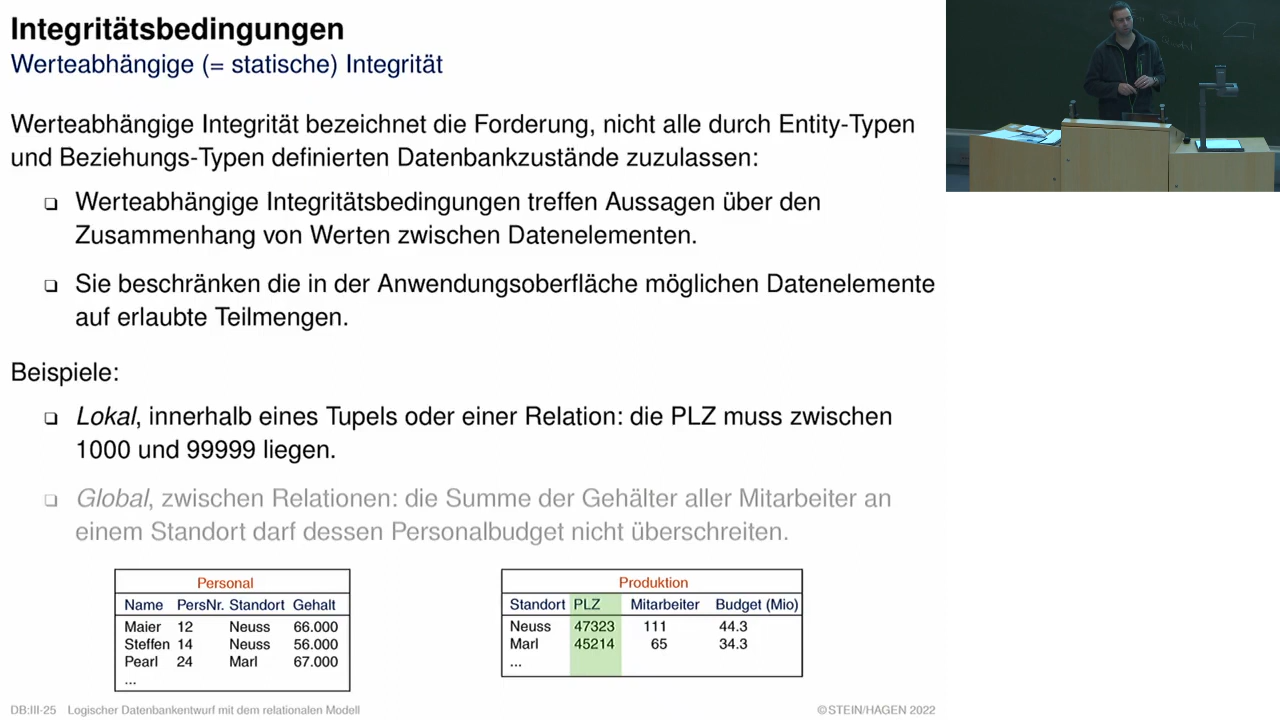 Integritätsbedingungen
Werteabhängige (= statische) Integrität
Werteabhängige Integrität bezeichnet die Forderung, nicht alle durch Entity-Typen
und Beziehungs-Typen definierten Datenbankzustände zuzulassen:
❑ Werteabhängige Integritätsbedingungen treffen Aussagen über den
Zusammenhang von Werten zwischen Datenelementen.
❑ Sie beschränken die in der Anwendungsoberfläche möglichen Datenelemente
auf erlaubte Teilmengen.
Beispiele:
❑ Lokal, innerhalb eines Tupels oder einer Relation: die PLZ muss zwischen
1000 und 99999 liegen.
❑ Global, zwischen Relationen: die Summe der Gehälter aller Mitarbeiter an
einem Standort darf dessen Personalbudget nicht überschreiten.
Personal
Name PersNr. Standort Gehalt
Maier 12 Neuss 66.000
Steffen 14 Neuss 56.000
Pearl 24 Marl 67.000
...
Produktion
Standort PLZ Mitarbeiter Budget (Mio)
Neuss 47323 111 44.3
Marl 45214 65 34.3
...
DB:III-25 Logischer Datenbankentwurf mit dem relationalen Modell
©STEIN/HAGEN 2022